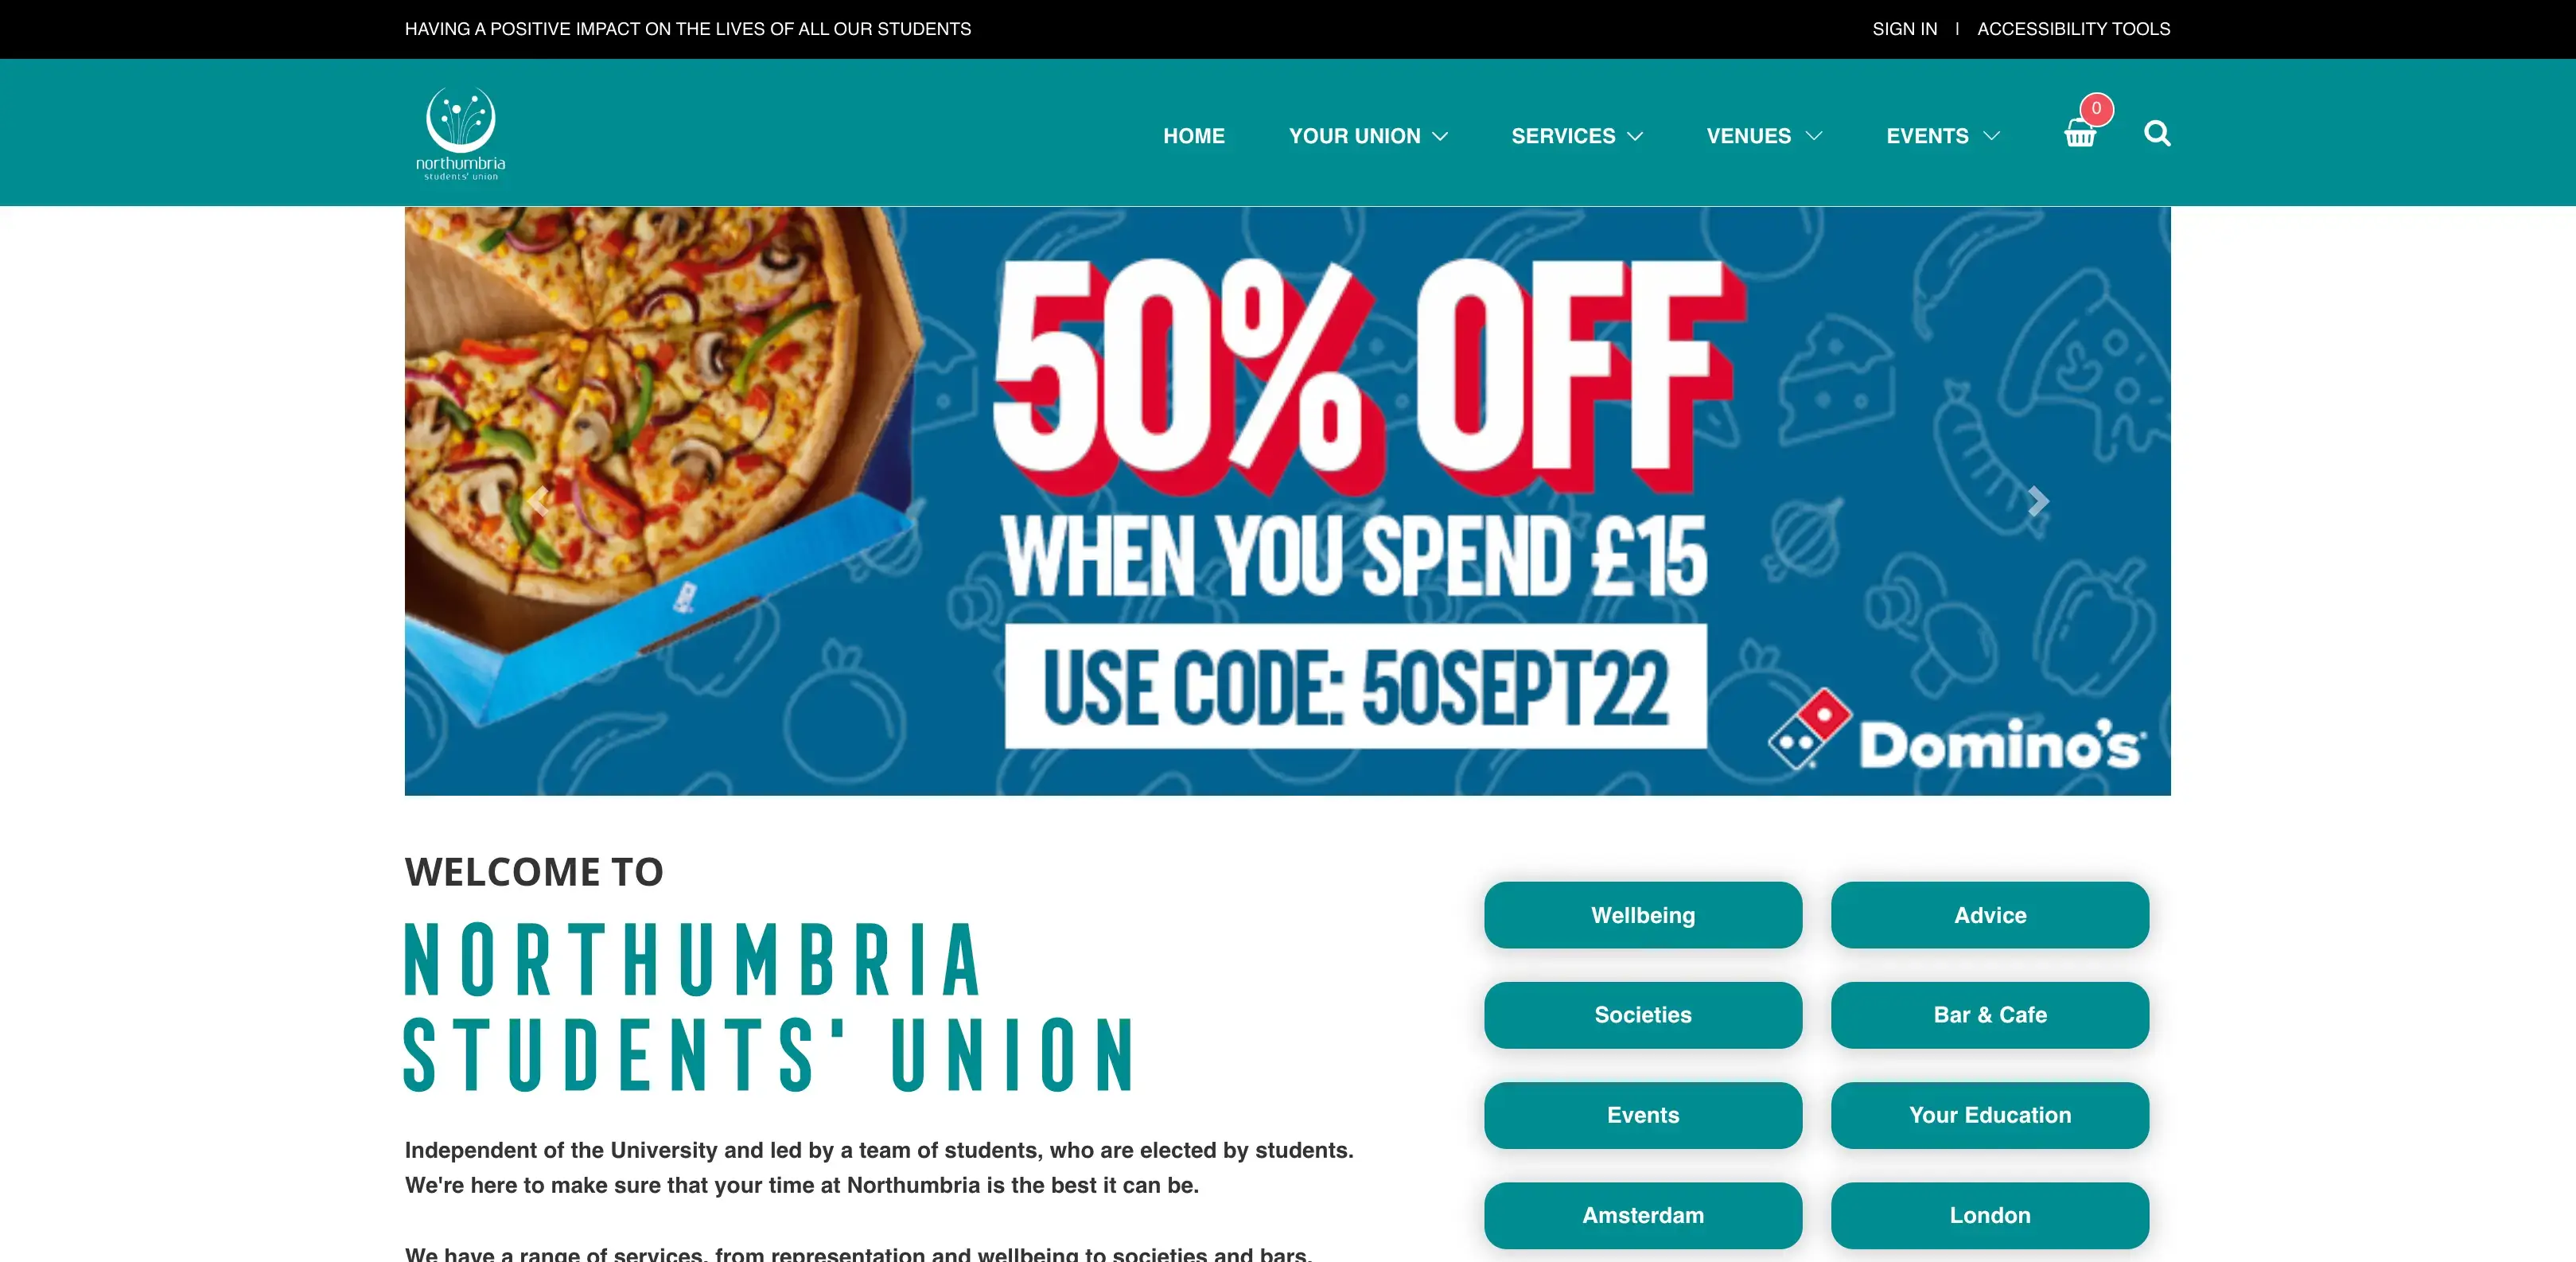 HAVING A POSITIVE IMPACT ON THE LIVES OF ALL OUR STUDENTS
SIGN IN | ACCESSIBILITY TOOLS
northumbria
students' union
HOME YOUR UNION SERVICES VENUES EVENTS 0
50% OFF
WHEN YOU SPEND £15
USE CODE: 50SEPT22
Domino's
WELCOME TO
NORTHUMBRIA
STUDENTS' UNION
Independent of the University and led by a team of students, who are elected by students.
We're here to make sure that your time at Northumbria is the best it can be.
We have a range of services, from representation and wellbeing to societies and bars.
Wellbeing Advice
Societies Bar & Cafe
Events Your Education
Amsterdam London